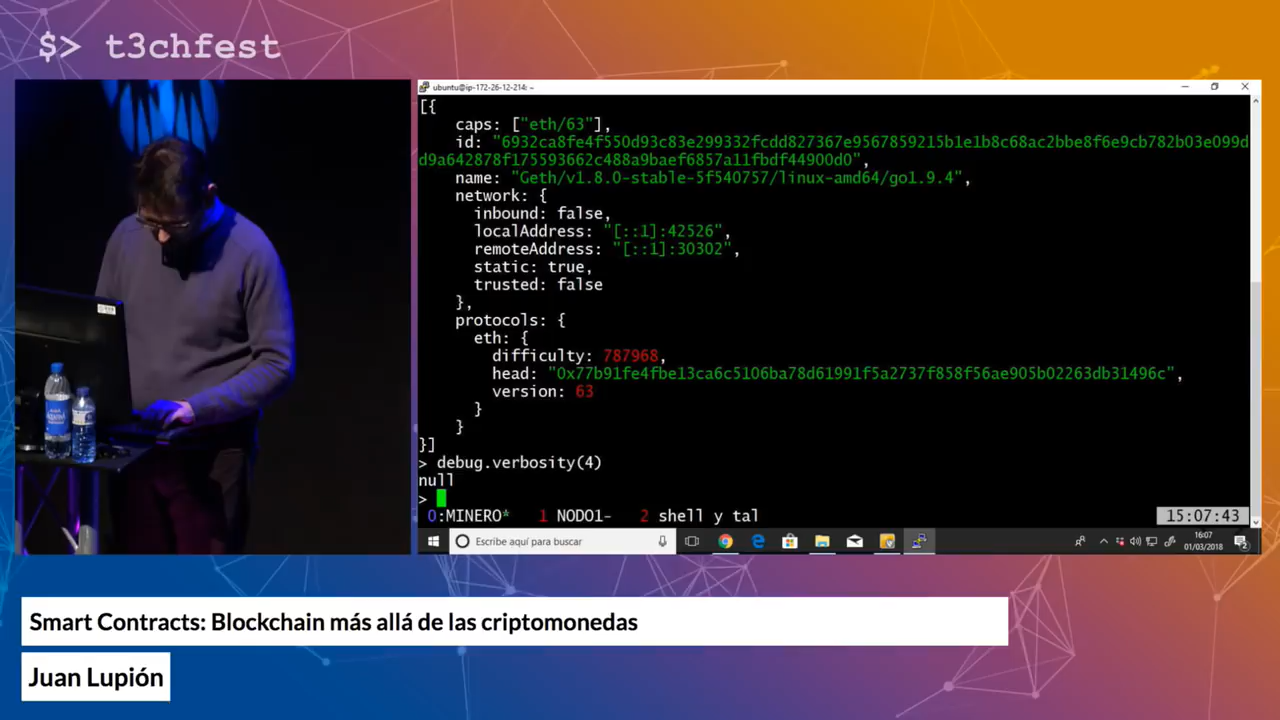 $> t3chfest
ubuntu@ip-172-26-12-214: ~
[{
caps: ["eth/63"],
id: "6932ca8fe4f550d93c83e299332fcdd827367e9567859215b1e1b8c68ac2bbe8f6e9cb782b03e099d
d9a642878f175593662c488a9baef6857a11fbdf44900d0",
name: "Geth/v1.8.0-stable-5f540757/linux-amd64/go1.9.4",
network: {
inbound: false,
localAddress: "[::1]:42526",
remoteAddress: "[::1]:30302",
static: true,
trusted: false
},
protocols: {
eth: {
difficulty: 787968,
head: "0x77b91fe4fbe13ca6c5106ba78d61991f5a2737f858f56ae905b02263db31496c",
version: 63
}
}
}]
> debug.verbosity(4)
null
>
0:MINERO* 1 NODO1- 2 shell y tal 15:07:43
Escribe aquí para buscar
16:07
01/03/2018
2
Smart Contracts: Blockchain más allá de las criptomonedas
Juan Lupión